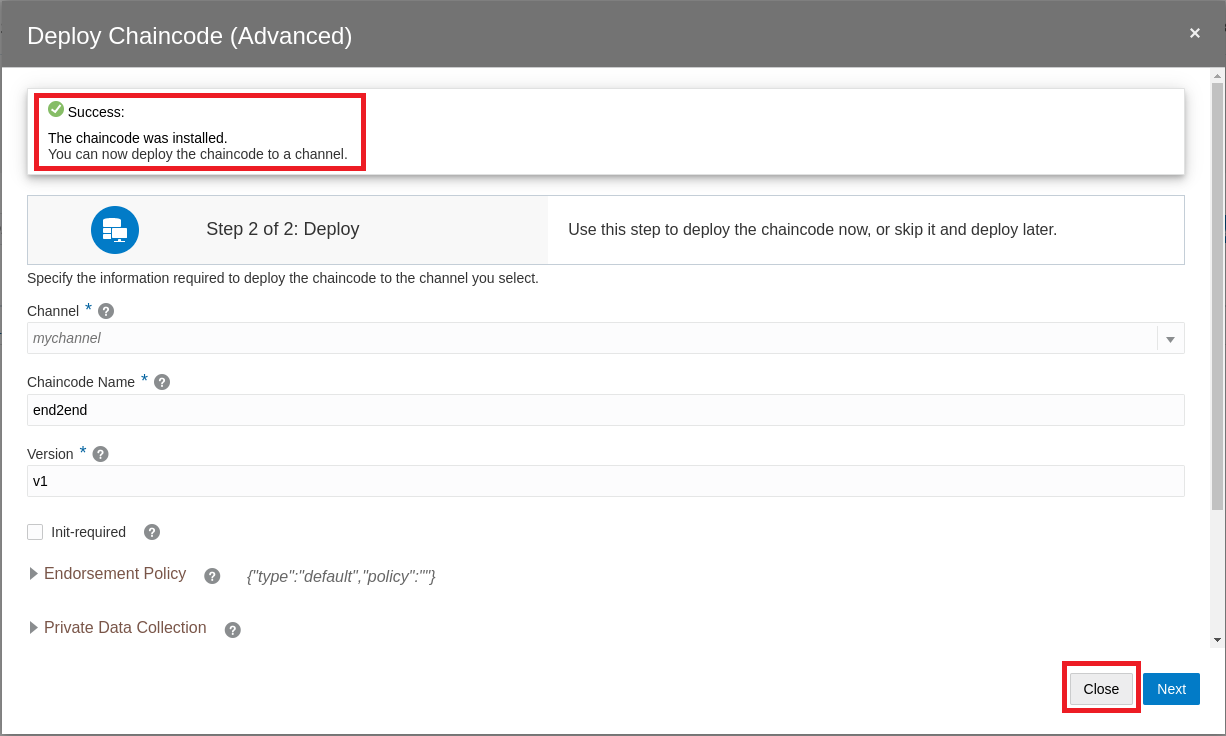 Deploy Chaincode (Advanced)
×
Success:
The chaincode was installed.
You can now deploy the chaincode to a channel.
Step 2 of 2: Deploy
Use this step to deploy the chaincode now, or skip it and deploy later.
Specify the information required to deploy the chaincode to the channel you select.
Channel * ?
mychannel
Chaincode Name * ?
end2end
Version * ?
v1
Init-required ?
Endorsement Policy ? {"type":"default","policy":""}
Private Data Collection ?
Close Next